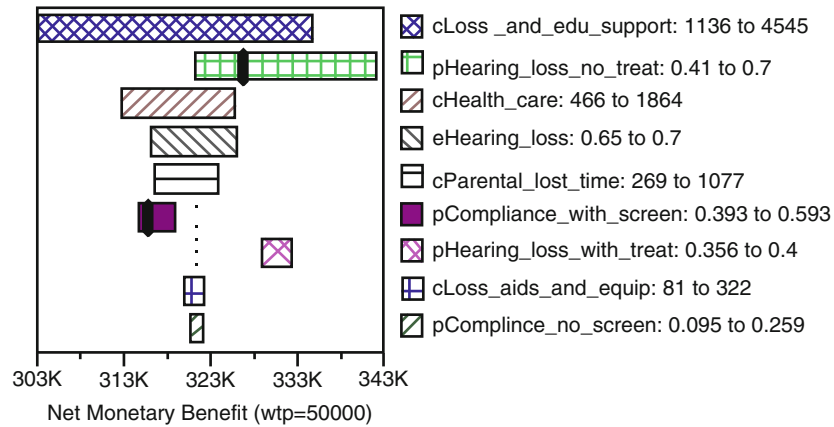 cLoss _and_edu_support: 1136 to 4545
pHearing_loss_no_treat: 0.41 to 0.7
cHealth_care: 466 to 1864
eHearing_loss: 0.65 to 0.7
cParental_lost_time: 269 to 1077
pCompliance_with_screen: 0.393 to 0.593
pHearing_loss_with_treat: 0.356 to 0.4
cLoss_aids_and_equip: 81 to 322
pComplince_no_screen: 0.095 to 0.259
303K 313K 323K 333K 343K
Net Monetary Benefit (wtp=50000)